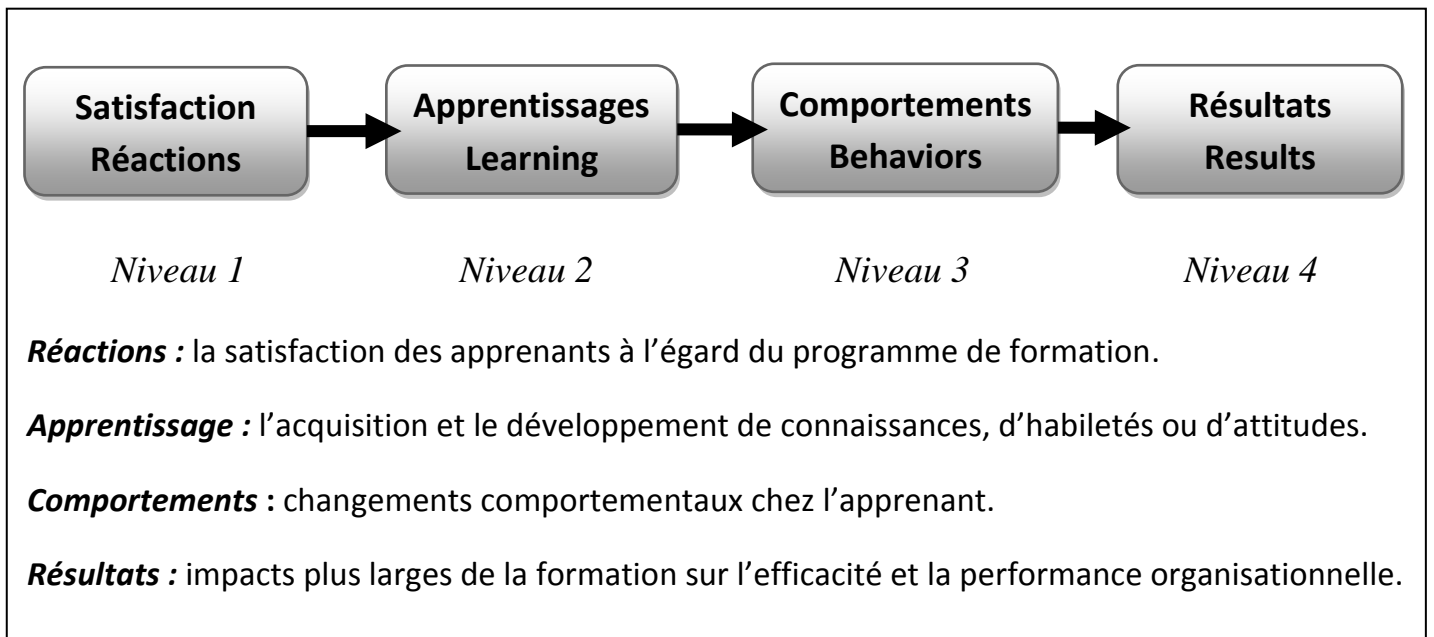 Satisfaction
Réactions
Apprentissages
Learning
Comportements
Behaviors
Résultats
Results
Niveau 1
Niveau 2
Niveau 3
Niveau 4
Réactions : la satisfaction des apprenants à l’égard du programme de formation.
Apprentissage : l’acquisition et le développement de connaissances, d’habiletés ou d’attitudes.
Comportements : changements comportementaux chez l’apprenant.
Résultats : impacts plus larges de la formation sur l’efficacité et la performance organisationnelle.